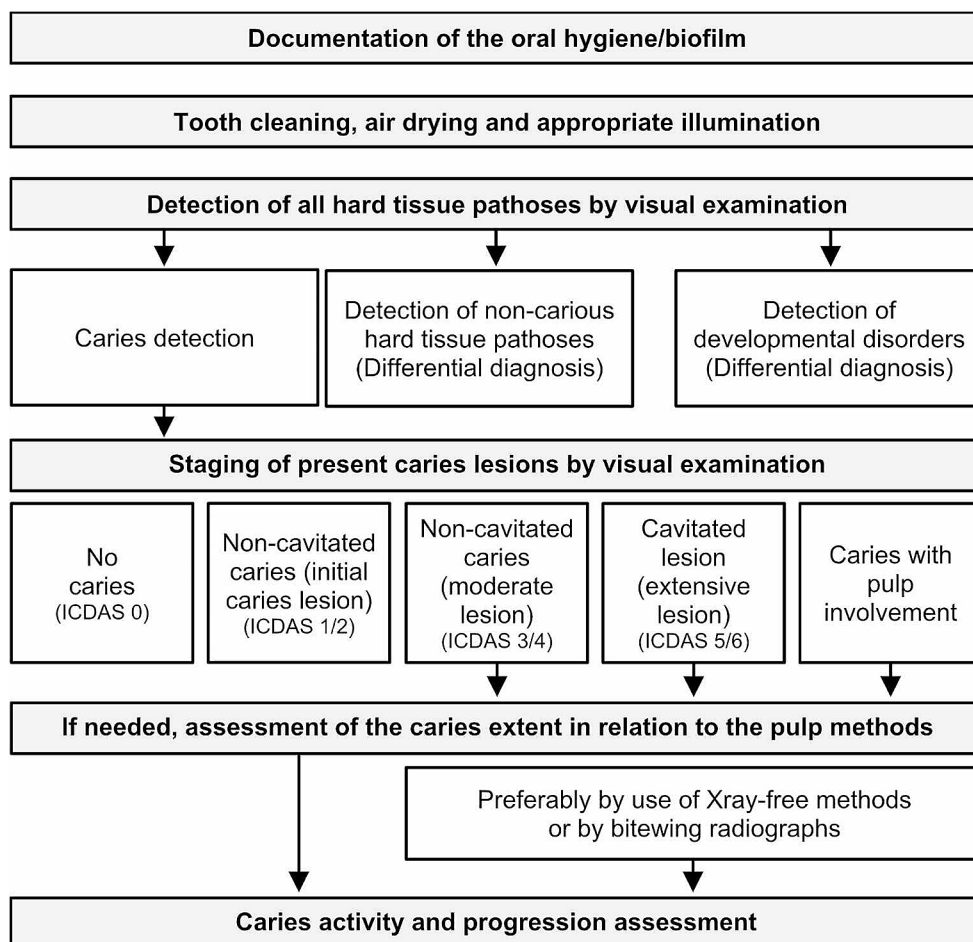 Documentation of the oral hygiene/biofilm
Tooth cleaning, air drying and appropriate illumination
Detection of all hard tissue pathoses by visual examination
Caries detection
Detection of non-carious
hard tissue pathoses
(Differential diagnosis)
Detection of
developmental disorders
(Differential diagnosis)
Staging of present caries lesions by visual examination
No
caries
(ICDAS 0)
Non-cavitated
caries (initial
caries lesion)
(ICDAS 1/2)
Non-cavitated
caries
(moderate
lesion)
(ICDAS 3/4)
Cavitated
lesion
(extensive
lesion)
(ICDAS 5/6)
Caries with
pulp
involvement
If needed, assessment of the caries extent in relation to the pulp methods
Preferably by use of Xray-free methods
or by bitewing radiographs
Caries activity and progression assessment